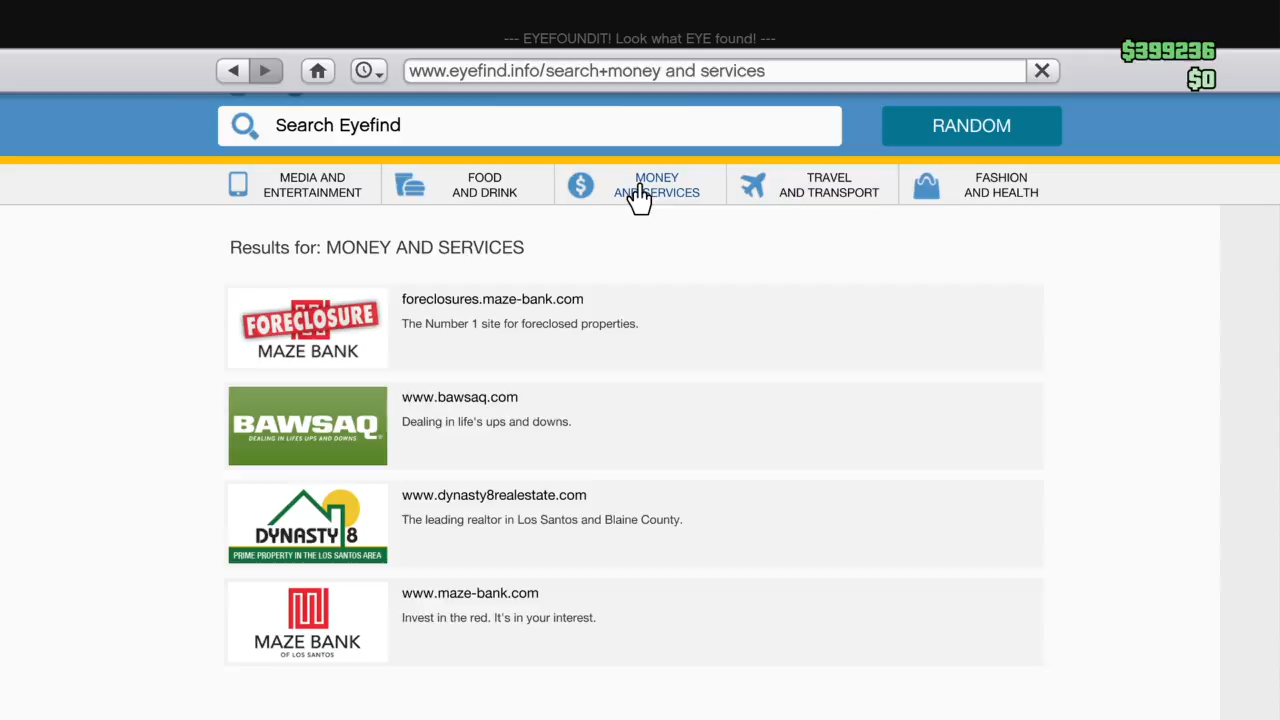 --- EYEFOUNDIT! Look what EYE found! ---
$399236
www.eyefind.info/search+money and services
$0
Search Eyefind
RANDOM
MEDIA AND
ENTERTAINMENT
FOOD
AND DRINK
MONEY
AND SERVICES
TRAVEL
AND TRANSPORT
FASHION
AND HEALTH
Results for: MONEY AND SERVICES
FORECLOSURE
MAZE BANK
foreclosures.maze-bank.com
The Number 1 site for foreclosed properties.
BAWSAQ
DEALING IN LIFES UPS AND DOWNS
www.bawsaq.com
Dealing in life's ups and downs.
DYNASTY 8
PRIME PROPERTY IN THE LOS SANTOS AREA
www.dynasty8realestate.com
The leading realtor in Los Santos and Blaine County.
MAZE BANK
OF LOS SANTOS
www.maze-bank.com
Invest in the red. It's in your interest.